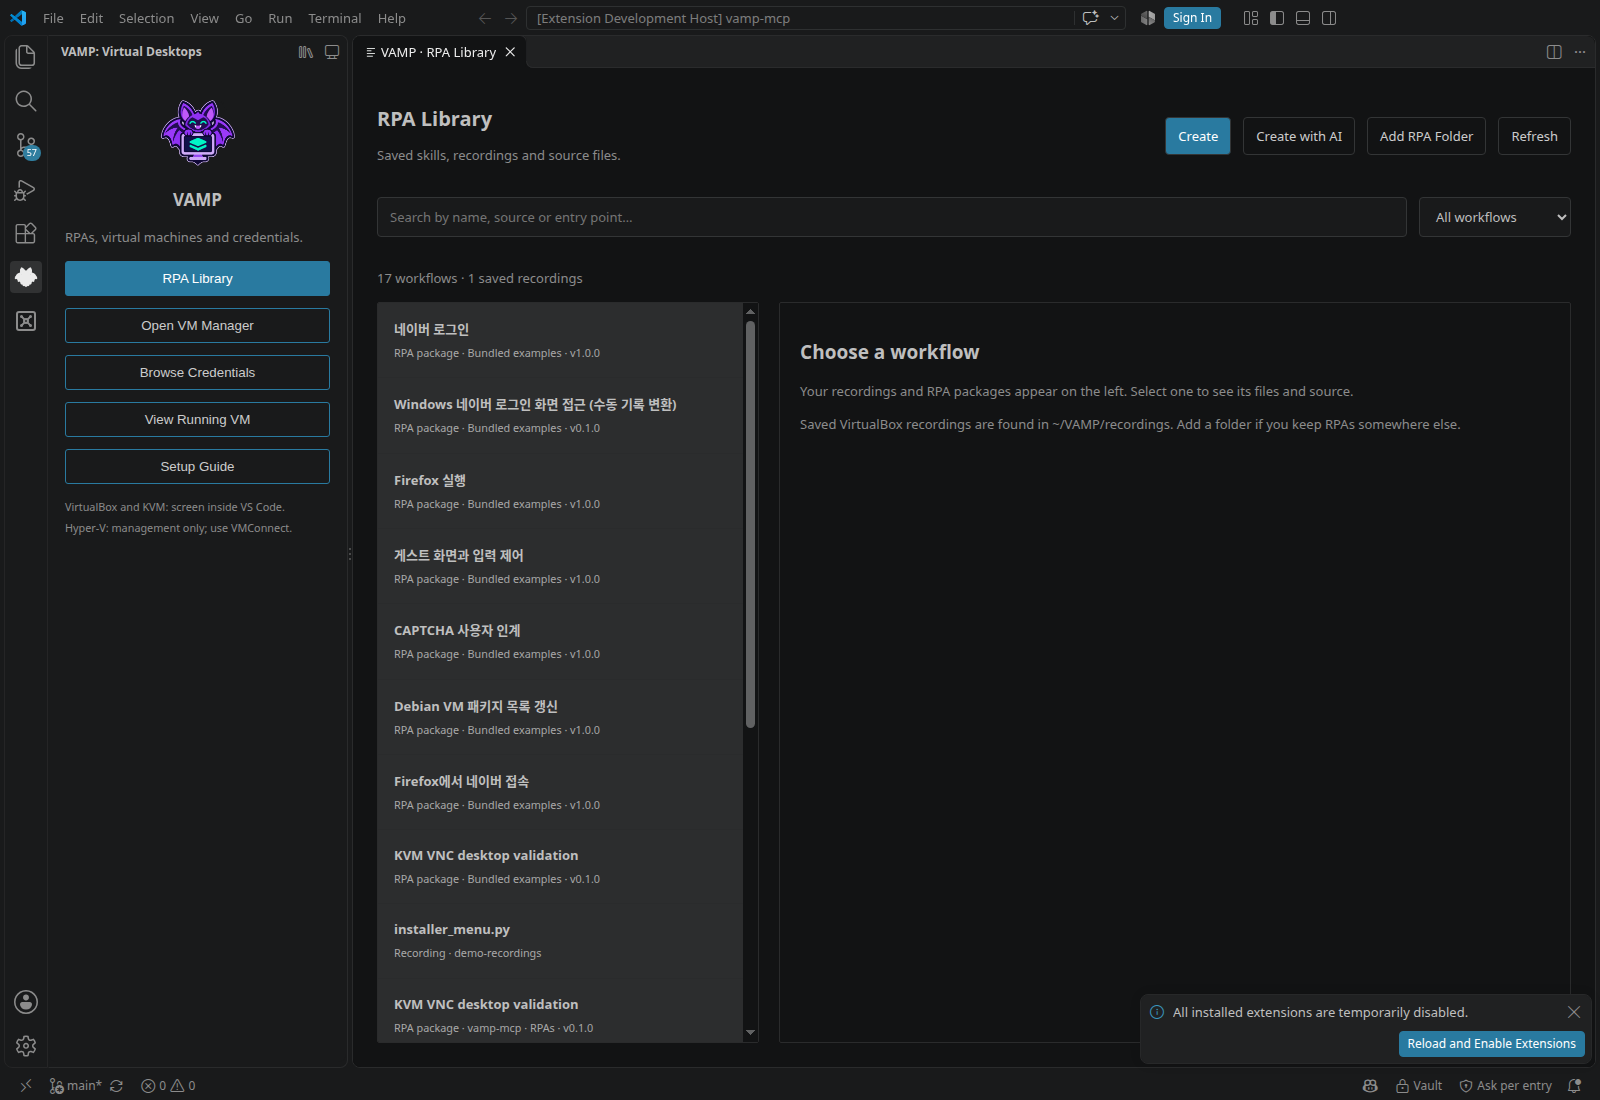 File Edit Selection View Go Run Terminal Help
[Extension Development Host] vamp-mcp
Sign In
VAMP: Virtual Desktops
VAMP · RPA Library
57
VAMP
RPAs, virtual machines and credentials.
RPA Library
Open VM Manager
Browse Credentials
View Running VM
Setup Guide
VirtualBox and KVM: screen inside VS Code.
Hyper-V: management only; use VMConnect.
RPA Library
Saved skills, recordings and source files.
Create
Create with AI
Add RPA Folder
Refresh
Search by name, source or entry point...
All workflows
17 workflows · 1 saved recordings
네이버 로그인
RPA package · Bundled examples · v1.0.0
Windows 네이버 로그인 화면 접근 (수동 기록 변환)
RPA package · Bundled examples · v0.1.0
Firefox 실행
RPA package · Bundled examples · v1.0.0
게스트 화면과 입력 제어
RPA package · Bundled examples · v1.0.0
CAPTCHA 사용자 인계
RPA package · Bundled examples · v1.0.0
Debian VM 패키지 목록 갱신
RPA package · Bundled examples · v1.0.0
Firefox에서 네이버 접속
RPA package · Bundled examples · v1.0.0
KVM VNC desktop validation
RPA package · Bundled examples · v0.1.0
installer_menu.py
Recording · demo-recordings
KVM VNC desktop validation
RPA package · vamp-mcp · RPAs · v0.1.0
Choose a workflow
Your recordings and RPA packages appear on the left. Select one to see its files and source.
Saved VirtualBox recordings are found in ~/VAMP/recordings. Add a folder if you keep RPAs somewhere else.
All installed extensions are temporarily disabled.
Reload and Enable Extensions
main*
0
0
Vault
Ask per entry